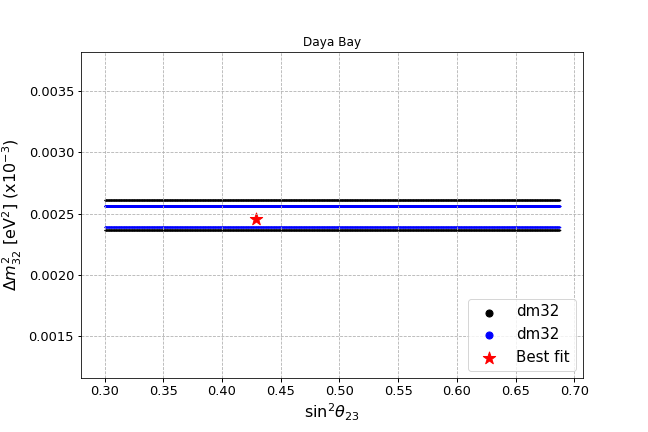 Daya Bay
Δm²₃₂ [eV²] (x10⁻³)
0.0035
0.0030
0.0025
0.0020
0.0015
0.30 0.35 0.40 0.45 0.50 0.55 0.60 0.65 0.70
sin²θ₂₃
dm32
dm32
Best fit